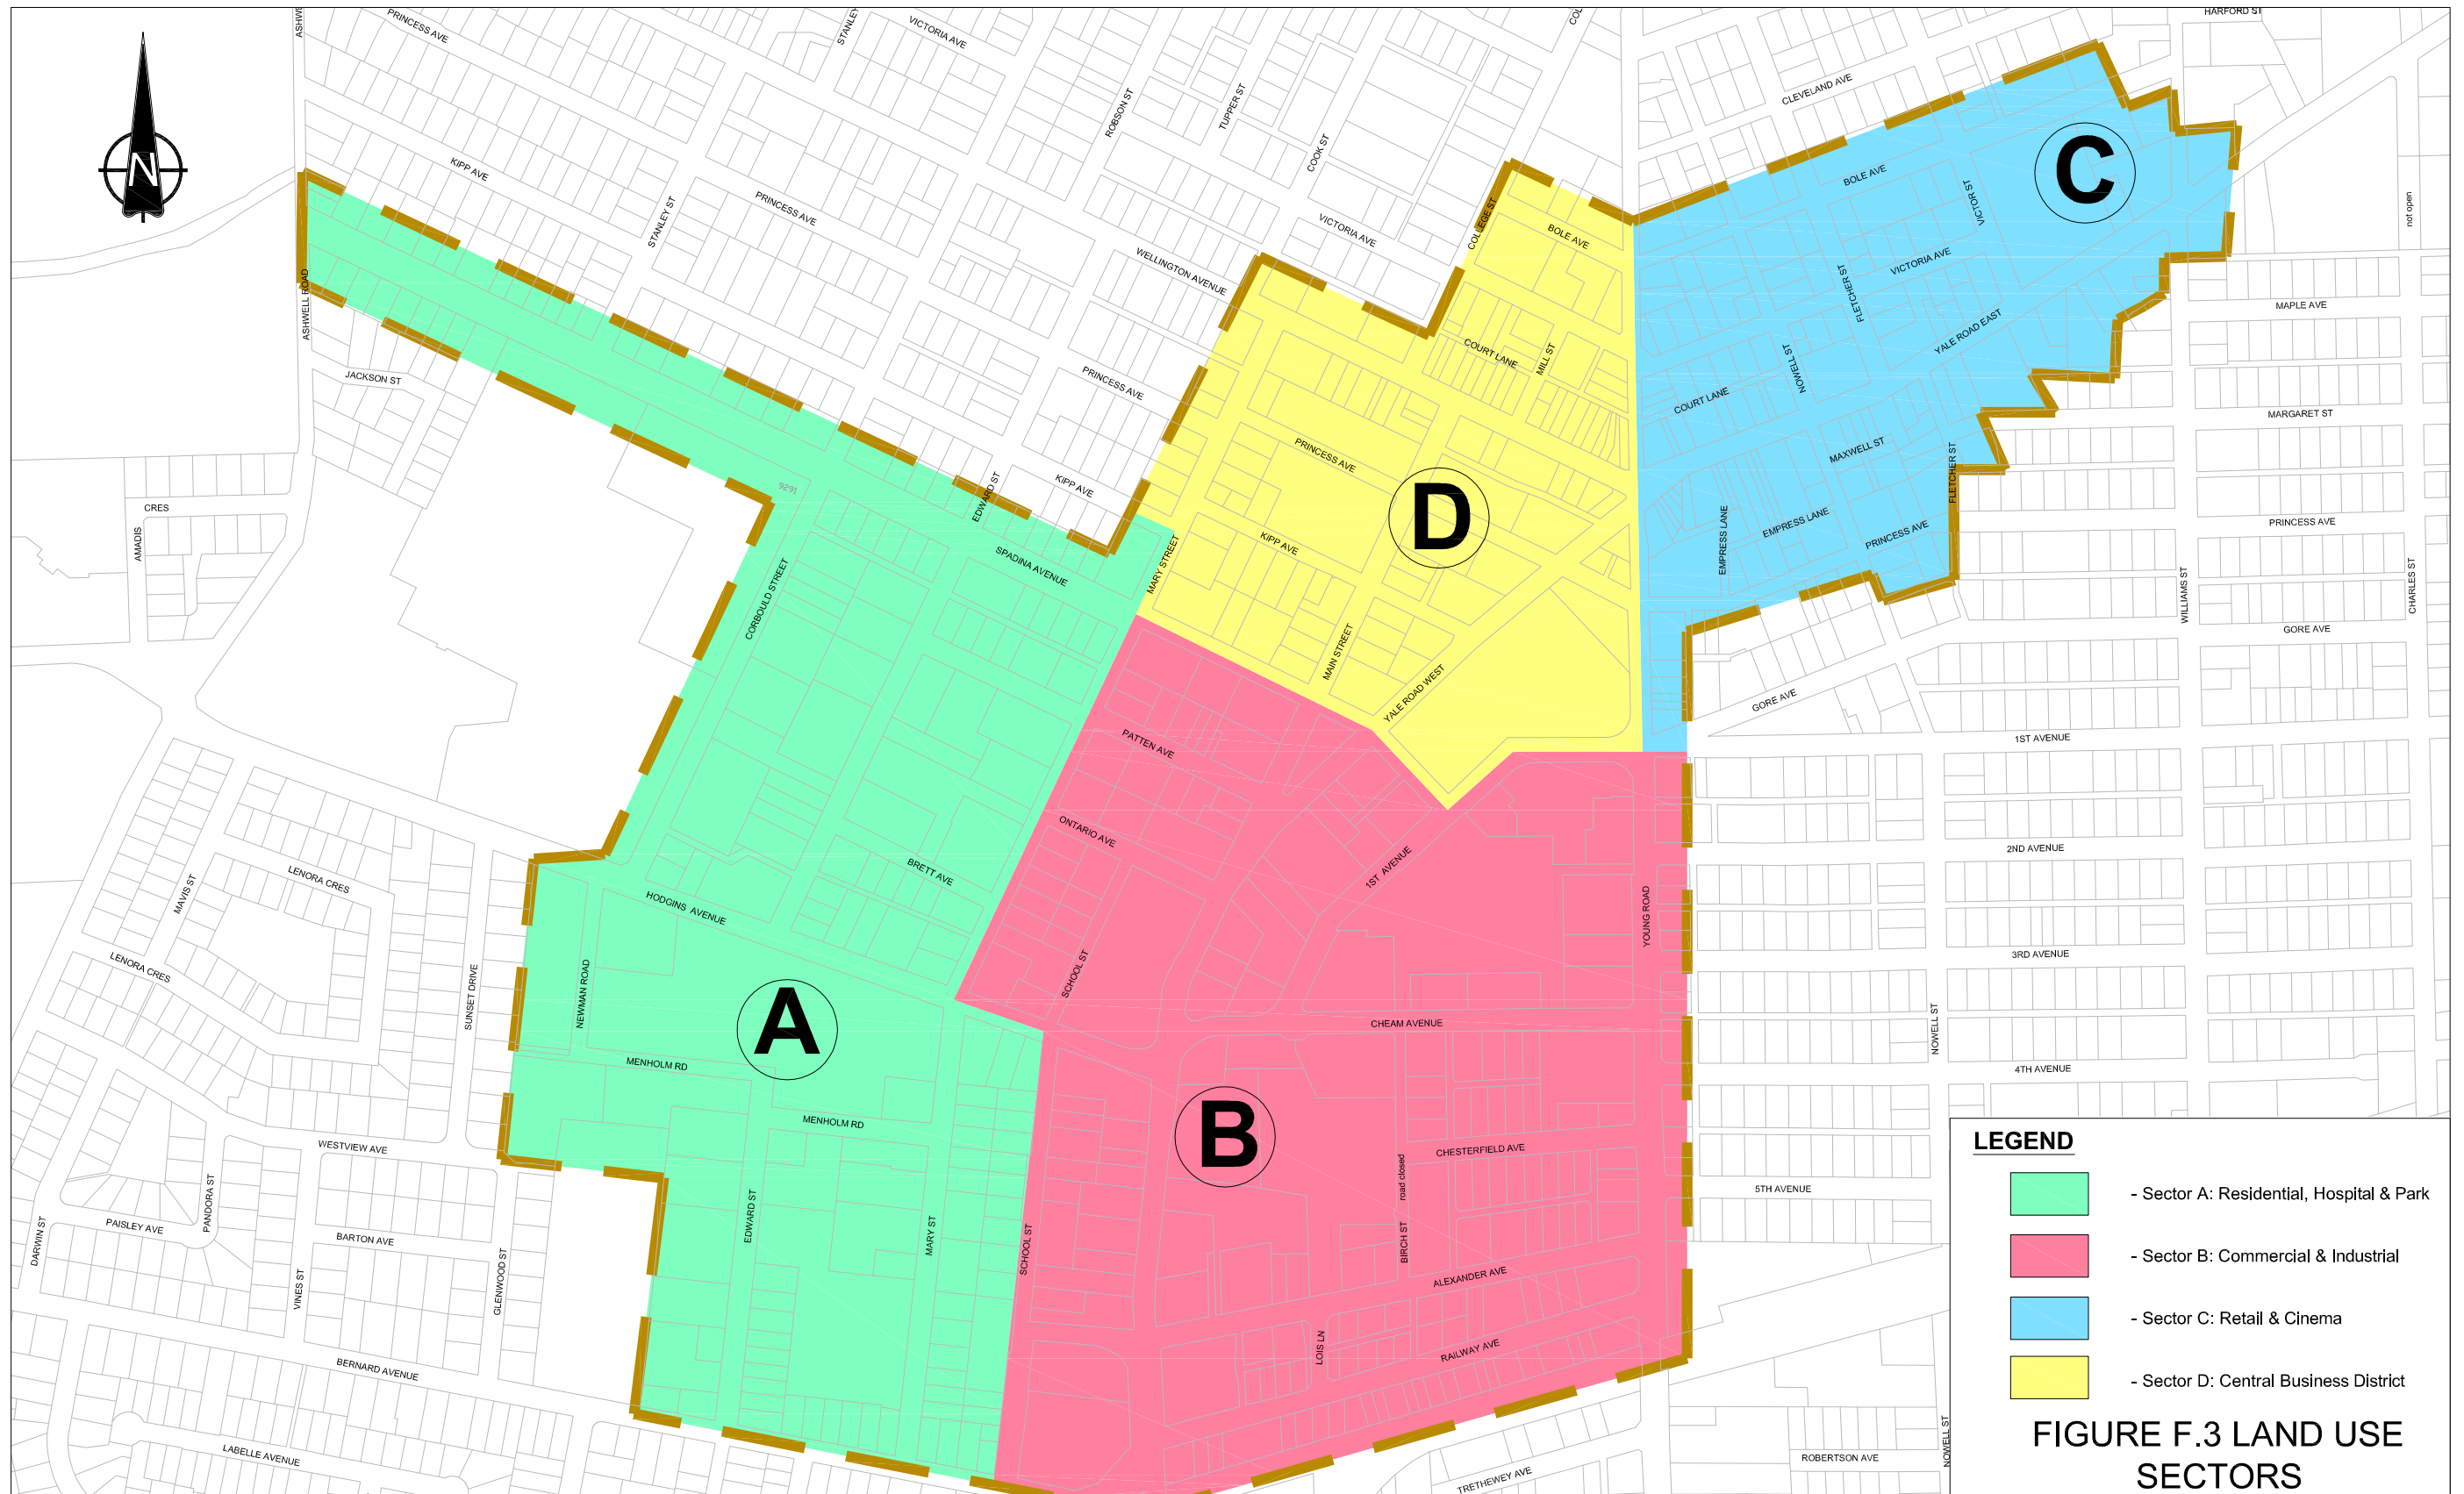 HARFORD ST
PRINCESS AVE
VICTORIA AVE
STANLEY
ASHWE
COL
CLEVELAND AVE
ROBSON ST
TUPPER ST
COOK ST
N
C
KIPP AVE
PRINCESS AVE
STANLEY ST
VICTORIA AVE
COLLEGE ST
BOLE AVE
BOLE AVE
VICTOR ST
not open
WELLINGTON AVENUE
VICTORIA AVE
FLETCHER ST
ASHWELL ROAD
MAPLE AVE
YALE ROAD EAST
COURT LANE
MILL ST
NOWELL ST
JACKSON ST
PRINCESS AVE
COURT LANE
MARGARET ST
PRINCESS AVE
MAXWELL ST
FLETCHER ST
9291
EDWARD ST
KIPP AVE
D
CRES
AMADIS
KIPP AVE
EMPRESS LANE
EMPRESS LANE
PRINCESS AVE
PRINCESS AVE
SPADINA AVENUE
MARY STREET
CORBOULD STREET
WILLIAMS ST
CHARLES ST
GORE AVE
MAIN STREET
YALE ROAD WEST
GORE AVE
PATTEN AVE
1ST AVENUE
ONTARIO AVE
2ND AVENUE
BRETT AVE
1ST AVENUE
LENORA CRES
MAVIS ST
HODGINS AVENUE
YOUNG ROAD
LENORA CRES
SUNSET DRIVE
NEWMAN ROAD
SCHOOL ST
3RD AVENUE
A
CHEAM AVENUE
NOWELL ST
MENHOLM RD
4TH AVENUE
MENHOLM RD
B
WESTVIEW AVE
CHESTERFIELD AVE
road closed
5TH AVENUE
PANDORA ST
PAISLEY AVE
DARWIN ST
BARTON AVE
EDWARD ST
MARY ST
SCHOOL ST
BIRCH ST
VINES ST
GLENWOOD ST
ALEXANDER AVE
LOIS LN
RAILWAY AVE
BERNARD AVENUE
LABELLE AVENUE
TRETHEWEY AVE
ROBERTSON AVE
NOWELL ST
LEGEND
- Sector A: Residential, Hospital & Park
- Sector B: Commercial & Industrial
- Sector C: Retail & Cinema
- Sector D: Central Business District
FIGURE F.3 LAND USE
SECTORS